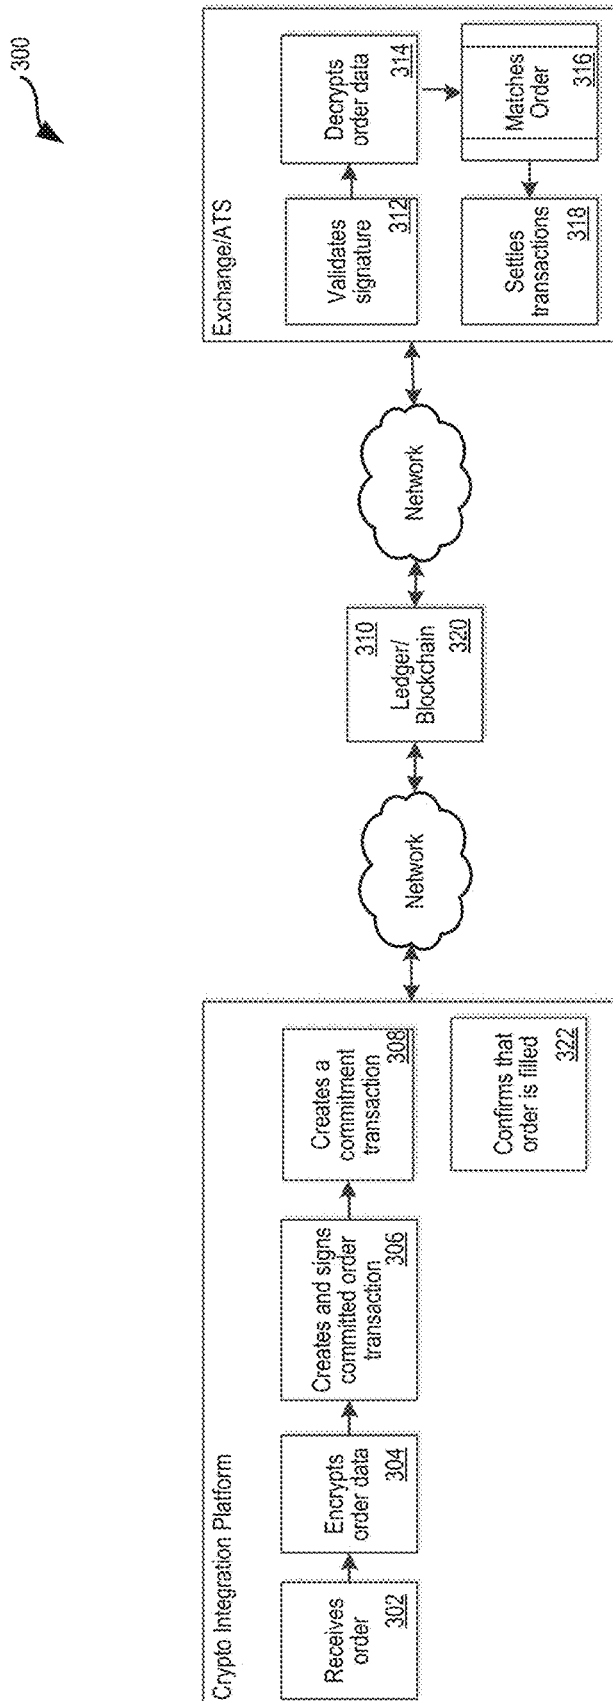 300
Crypto Integration Platform
Receives
order
302
Encrypts
order data
304
Creates and signs
committed order
transaction
306
Creates a
commitment
transaction
308
Confirms that
order is filled
322
Network
310
Ledger/
Blockchain
320
Network
Exchange/ATS
Validates
signature
312
Decrypts
order data
314
Matches
Order
316
Settles
transactions
318